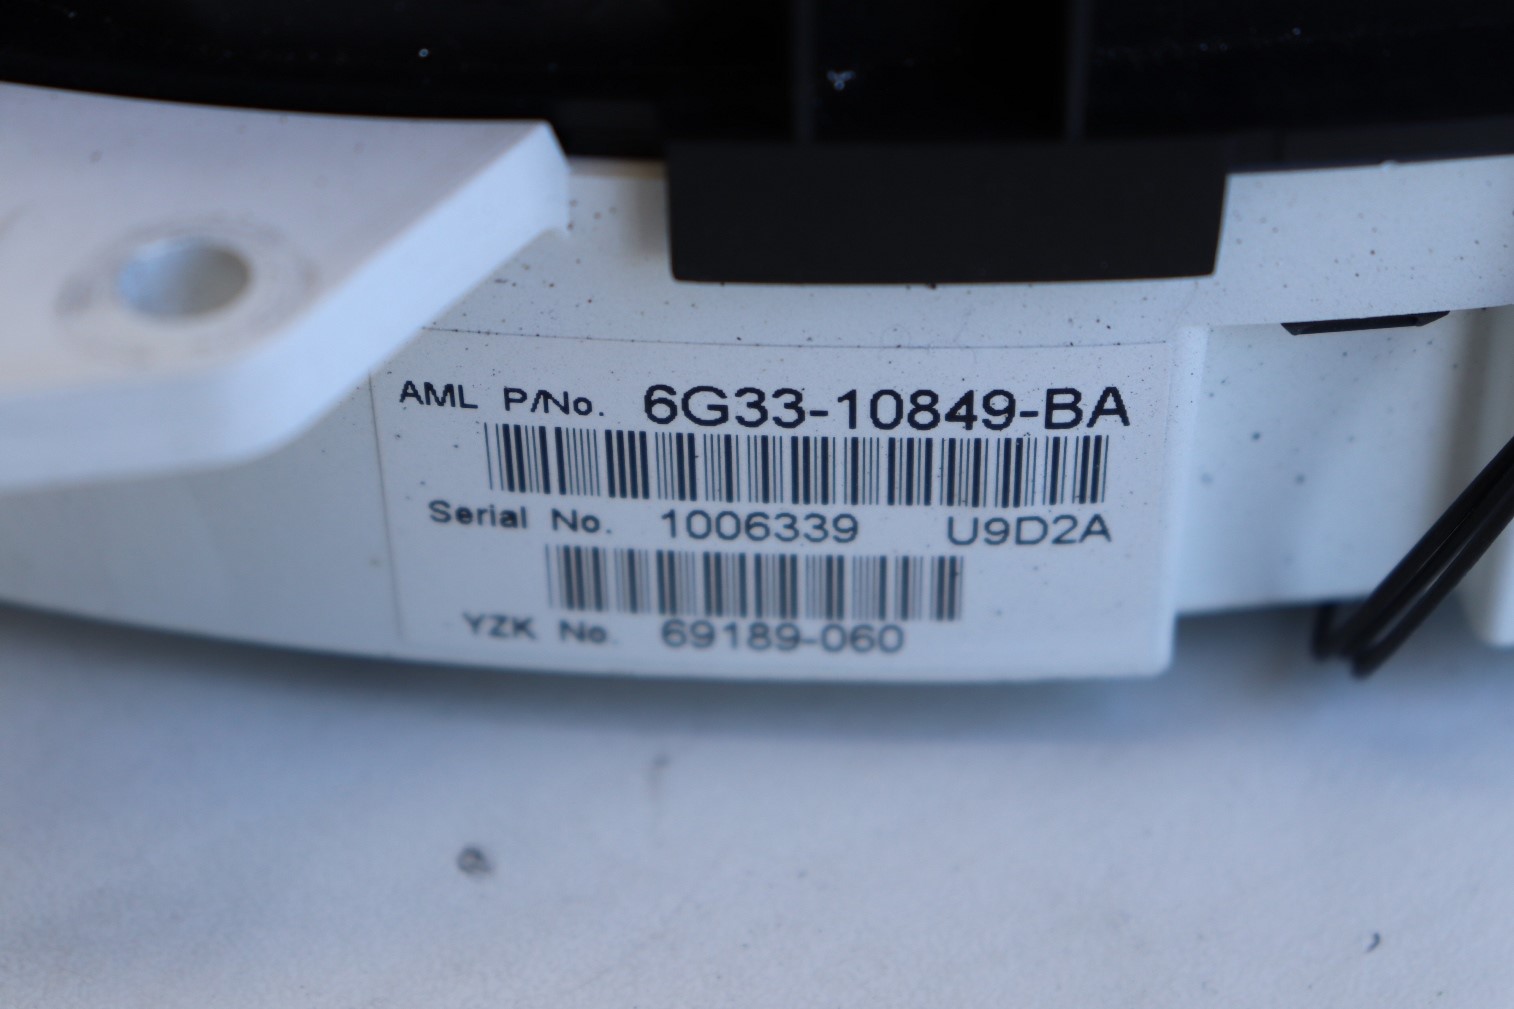 AML P/No. 6G33-10849-BA
Serial No. 1006339 U9D2A
YZK No. 69189-060